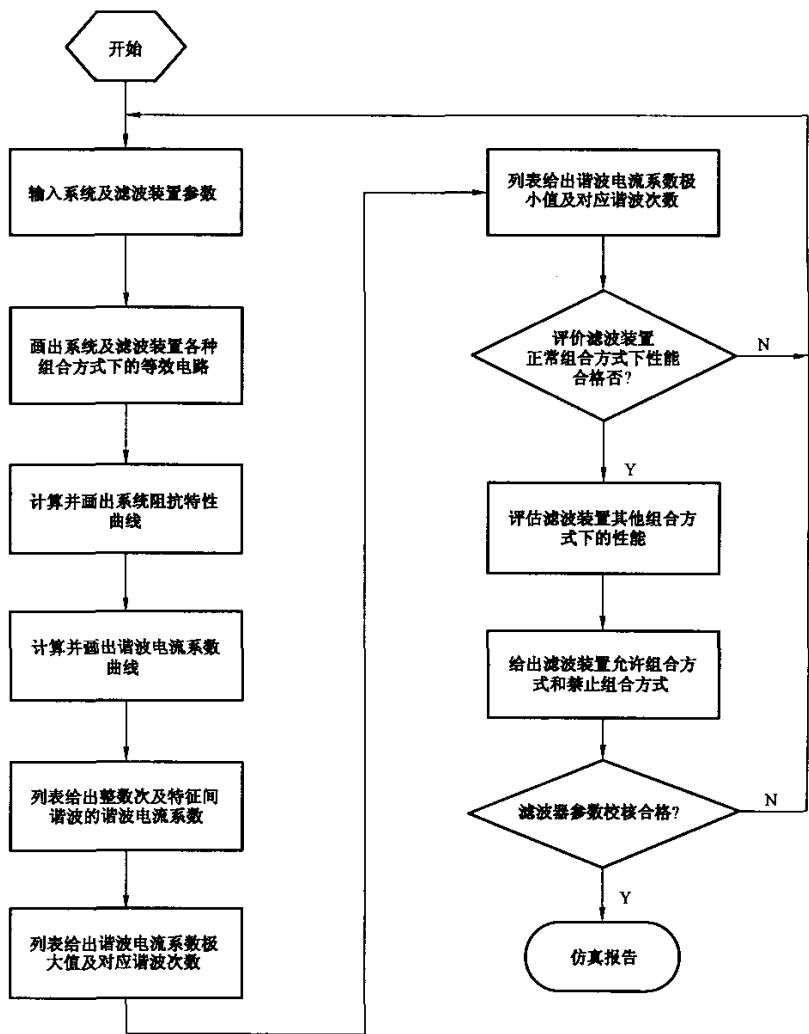 开始
输入系统及滤波装置参数
画出系统及滤波装置各种
组合方式下的等效电路
计算并画出系统阻抗特性
曲线
计算并画出谐波电流系数
曲线
列表给出整数次及特征间
谐波的谐波电流系数
列表给出谐波电流系数极
大值及对应谐波次数
列表给出谐波电流系数极
小值及对应谐波次数
评价滤波装置
正常组合方式下性能
合格否?
N
Y
评估滤波装置其他组合方
式下的性能
给出滤波装置允许组合方
式和禁止组合方式
滤波器参数校核合格?
N
Y
仿真报告